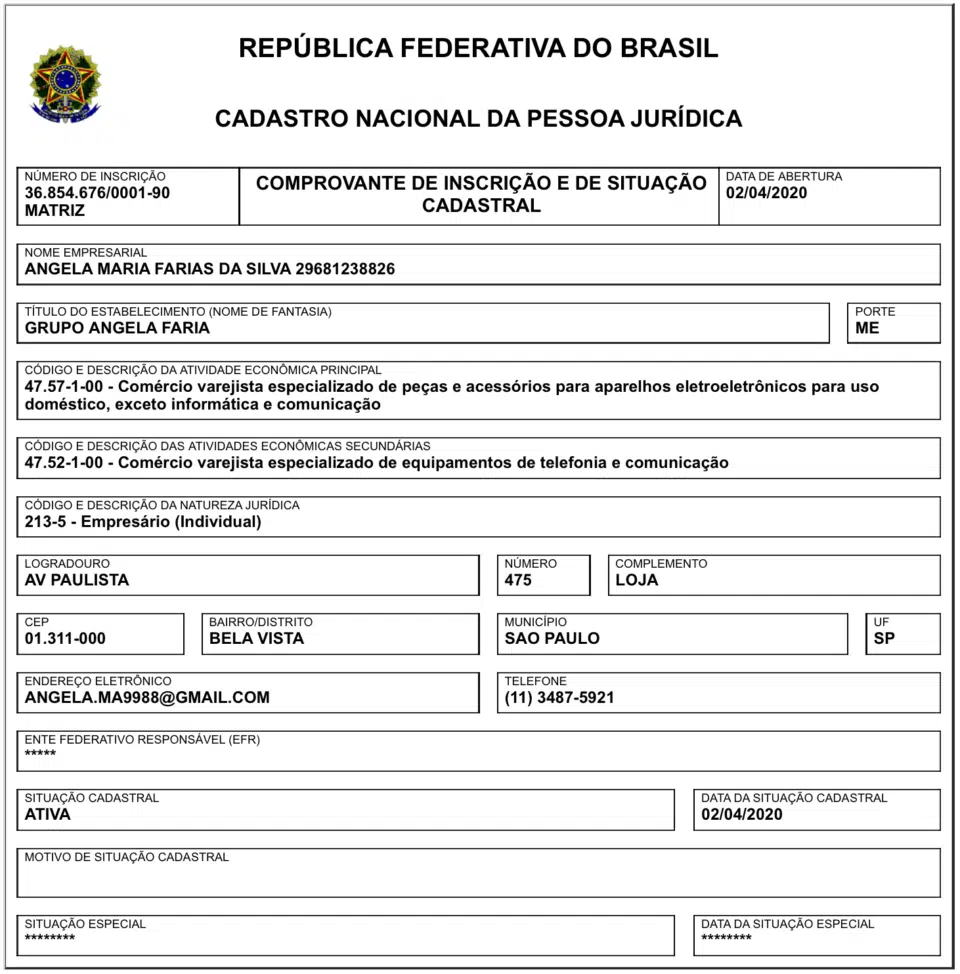 REPÚBLICA FEDERATIVA DO BRASIL
CADASTRO NACIONAL DA PESSOA JURÍDICA
NÚMERO DE INSCRIÇÃO
36.854.676/0001-90
MATRIZ
COMPROVANTE DE INSCRIÇÃO E DE SITUAÇÃO
CADASTRAL
DATA DE ABERTURA
02/04/2020
NOME EMPRESARIAL
ANGELA MARIA FARIAS DA SILVA 29681238826
TÍTULO DO ESTABELECIMENTO (NOME DE FANTASIA)
GRUPO ANGELA FARIA
PORTE
ME
CÓDIGO E DESCRIÇÃO DA ATIVIDADE ECONÔMICA PRINCIPAL
47.57-1-00 - Comércio varejista especializado de peças e acessórios para aparelhos eletroeletrônicos para uso
doméstico, exceto informática e comunicação
CÓDIGO E DESCRIÇÃO DAS ATIVIDADES ECONÔMICAS SECUNDÁRIAS
47.52-1-00 - Comércio varejista especializado de equipamentos de telefonia e comunicação
CÓDIGO E DESCRIÇÃO DA NATUREZA JURÍDICA
213-5 - Empresário (Individual)
LOGRADOURO
AV PAULISTA
NÚMERO
475
COMPLEMENTO
LOJA
CEP
01.311-000
BAIRRO/DISTRITO
BELA VISTA
MUNICÍPIO
SAO PAULO
UF
SP
ENDEREÇO ELETRÔNICO
ANGELA.MA9988@GMAIL.COM
TELEFONE
(11) 3487-5921
ENTE FEDERATIVO RESPONSÁVEL (EFR)
*****
SITUAÇÃO CADASTRAL
ATIVA
DATA DA SITUAÇÃO CADASTRAL
02/04/2020
MOTIVO DE SITUAÇÃO CADASTRAL
SITUAÇÃO ESPECIAL
********
DATA DA SITUAÇÃO ESPECIAL
********